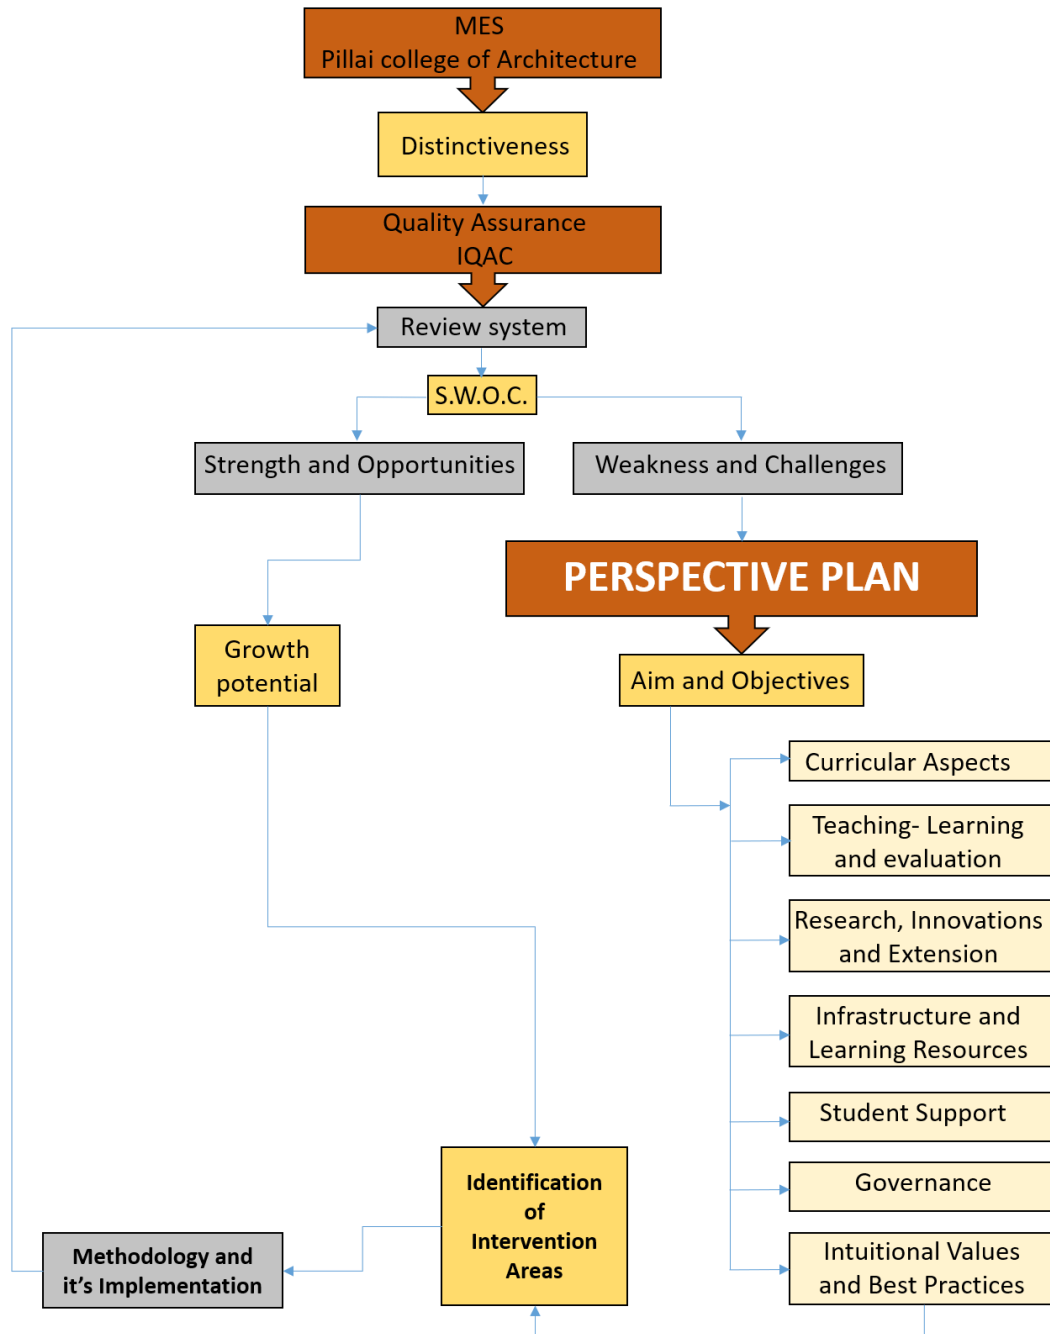 MES
Pillai college of Architecture
Distinctiveness
Quality Assurance
IQAC
Review system
S.W.O.C.
Strength and Opportunities
Weakness and Challenges
PERSPECTIVE PLAN
Growth
potential
Aim and Objectives
Curricular Aspects
Teaching- Learning
and evaluation
Research, Innovations
and Extension
Infrastructure and
Learning Resources
Student Support
Governance
Intuitional Values
and Best Practices
Identification
of
Intervention
Areas
Methodology and
it’s Implementation